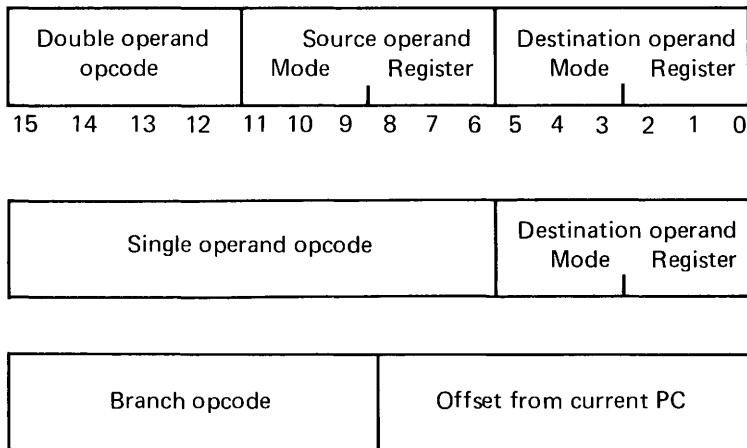 Double operand opcode
Source operand
Mode Register
Destination operand
Mode Register
15 14 13 12 11 10 9 8 7 6 5 4 3 2 1 0
Single operand opcode
Destination operand
Mode Register
Branch opcode
Offset from current PC